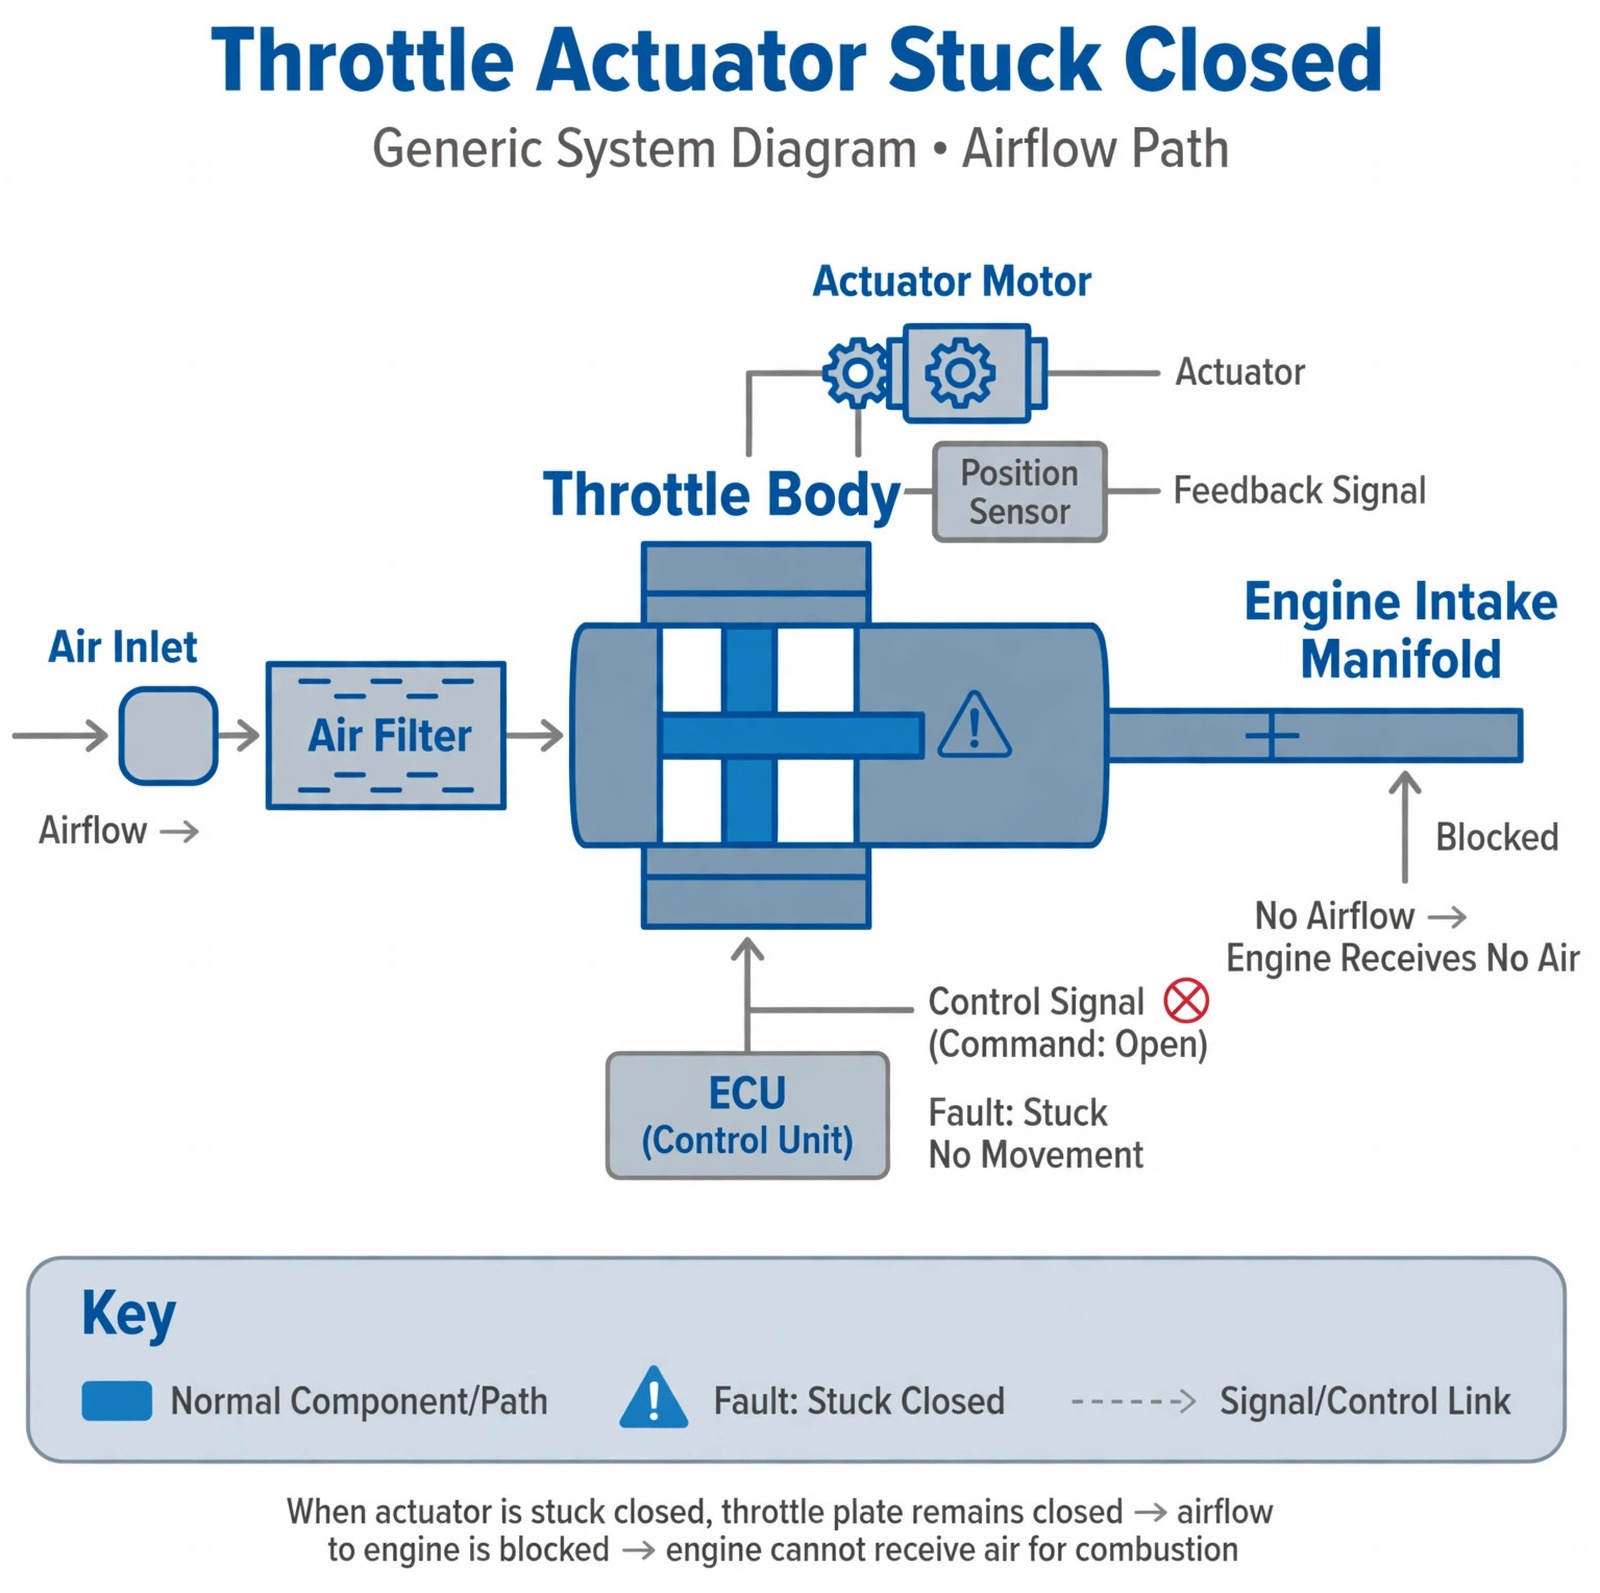 Throttle Actuator Stuck Closed
Generic System Diagram • Airflow Path
Actuator Motor
Actuator
Throttle Body
Position
Sensor
Feedback Signal
Engine Intake
Manifold
Air Inlet
Air Filter
Airflow →
Blocked
No Airflow →
Engine Receives No Air
Control Signal
(Command: Open)
ECU
(Control Unit)
Fault: Stuck
No Movement
Key
Normal Component/Path
Fault: Stuck Closed
Signal/Control Link
When actuator is stuck closed, throttle plate remains closed → airflow
to engine is blocked → engine cannot receive air for combustion